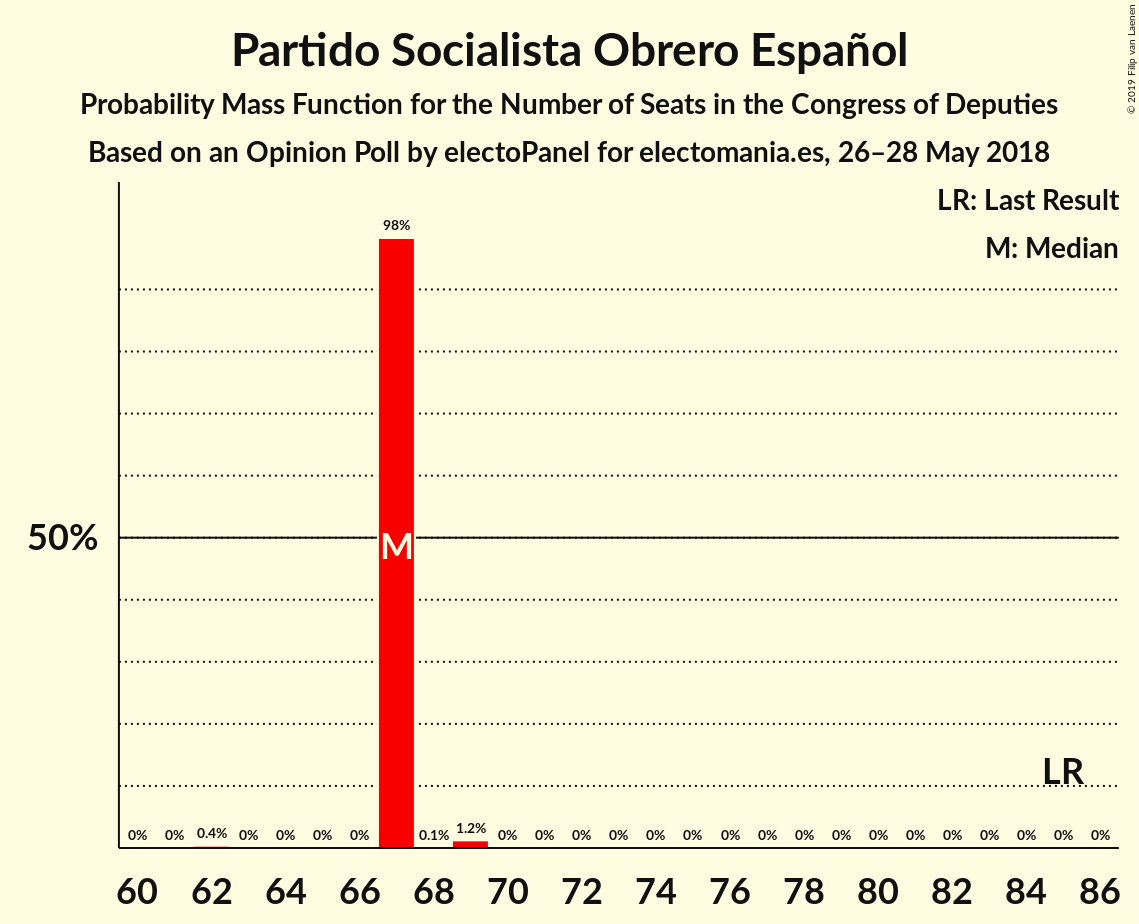 Partido Socialista Obrero Español
Probability Mass Function for the Number of Seats in the Congress of Deputies
Based on an Opinion Poll by electoPanel for electomania.es, 26–28 May 2018
© 2019 Filip van Laenen
LR: Last Result
M: Median
98%
50%
M
LR
0% 0% 0.4% 0% 0% 0% 0% 0.1% 1.2% 0% 0% 0% 0% 0% 0% 0% 0% 0% 0% 0% 0% 0% 0% 0% 0% 0%
60 62 64 66 68 70 72 74 76 78 80 82 84 86